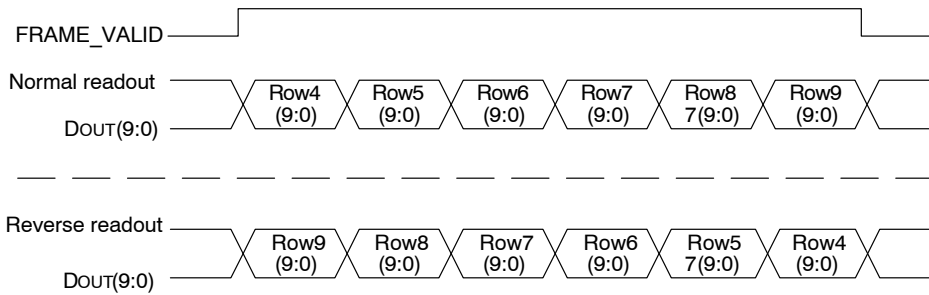 FRAME_VALID
Normal readout
DOUT(9:0)
Row4 (9:0)
Row5 (9:0)
Row6 (9:0)
Row7 (9:0)
Row8 7(9:0)
Row9 (9:0)
Reverse readout
DOUT(9:0)
Row9 (9:0)
Row8 (9:0)
Row7 (9:0)
Row6 (9:0)
Row5 7(9:0)
Row4 (9:0)